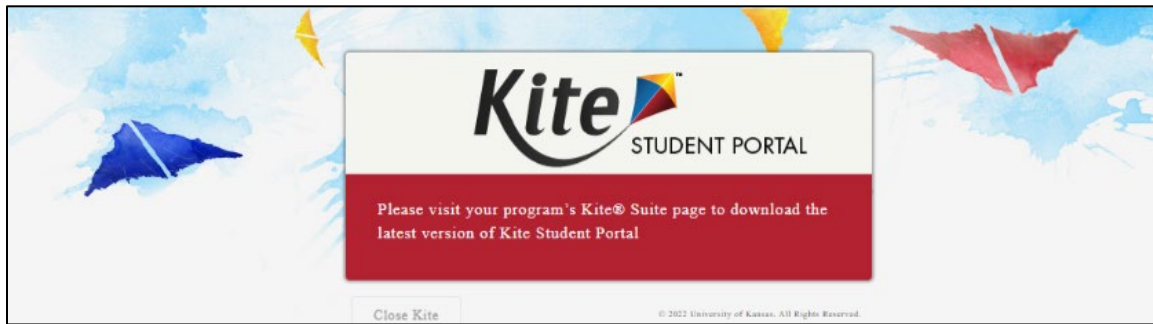 Kite™
STUDENT PORTAL
Please visit your program's Kite® Suite page to download the
latest version of Kite Student Portal
Close Kite
© 2022 University of Kansas. All Rights Reserved.